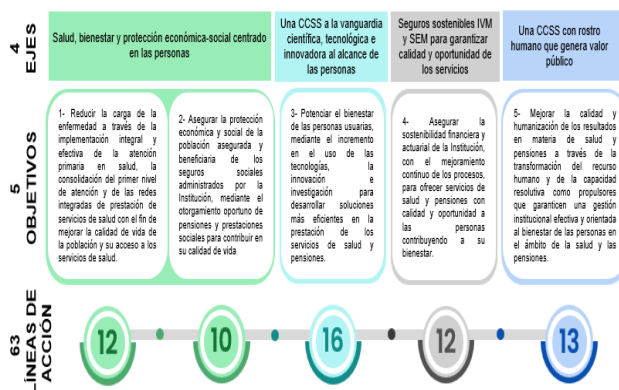 4
EJES
Salud, bienestar y protección económica-social centrado
en las personas
Una CCSS a la vanguardia
científica, tecnológica e
innovadora al alcance de
las personas
Seguros sostenibles IVM
y SEM para garantizar
calidad y oportunidad
de los servicios
Una CCSS con rostro
humano que genera valor
público
5
OBJETIVOS
1- Reducir la carga de la
enfermedad a través de la
implementación integral y
efectiva de la atención
primaria en salud, la
consolidación del primer nivel
de atención y de las redes
integradas de prestación de
servicios de salud con el fin de
mejorar la calidad de vida de
la población y su acceso a los
servicios de salud.
2- Asegurar la protección
económica y social de la
población asegurada y
beneficiaria de los
seguros sociales
administrados por la
Institución, mediante el
otorgamiento oportuno de
pensiones y prestaciones
sociales para contribuir en
su calidad de vida
3- Potenciar el bienestar
de las personas usuarias,
mediante el incremento
en el uso de las
tecnologías, la
innovación e
investigación para
desarrollar soluciones
más eficientes en la
prestación de los
servicios de salud y
pensiones.
4- Asegurar la
sostenibilidad financiera y
actuarial de la Institución,
con el mejoramiento
continuo de los procesos,
para ofrecer servicios de
salud y pensiones con
calidad y oportunidad a
las personas
contribuyendo a su
bienestar.
5- Mejorar la calidad y
humanización de los resultados
en materia de salud y
pensiones a través de la
transformación del recurso
humano y de la capacidad
resolutiva como propulsores
que garanticen una gestión
institucional efectiva y orientada
al bienestar de las personas en
el ámbito de la salud y las
pensiones.
63
LÍNEAS DE
ACCIÓN
12
10
16
12
13